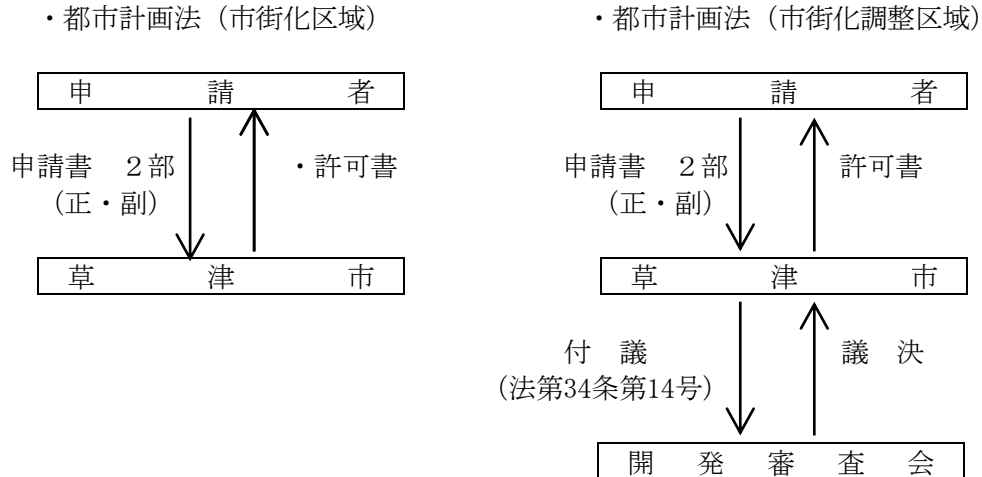 ・都市計画法（市街化区域）
申請者
申請書　２部
（正・副）
・許可書
草津市
・都市計画法（市街化調整区域）
申請者
申請書　２部
（正・副）
許可書
草津市
付　議
（法第34条第14号）
議　決
開発審査会